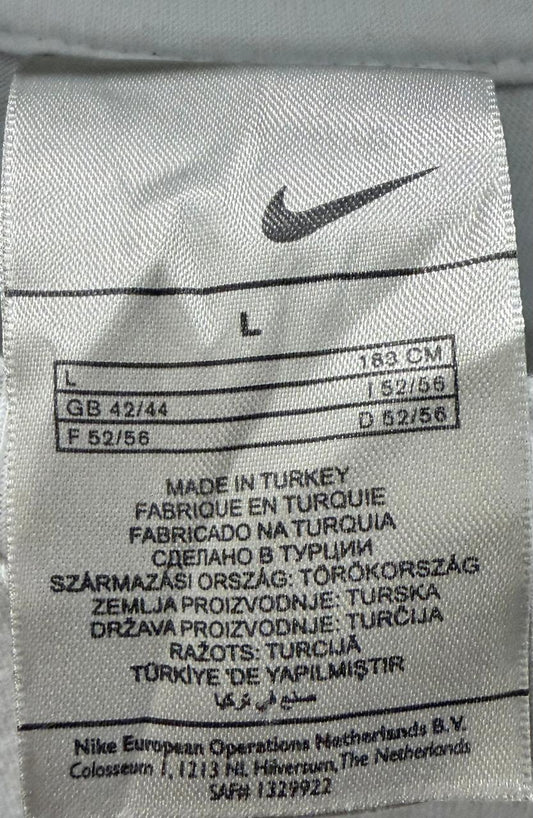 L
L 183 CM
GB 42/44 I 52/56
F 52/56 D 52/56
MADE IN TURKEY
FABRIQUE EN TURQUIE
FABRICADO NA TURQUIA
СДЕЛАНО В ТУРЦИИ
SZÁRMAZÁSI ORSZÁG: TÖRÖKORSZÁG
ZEMLJA PROIZVODNJE: TURSKA
DRŽAVA PROIZVODNJE: TURČIJA
RAŽOTS: TURCIJĀ
TÜRKİYE 'DE YAPILMIŞTIR
صنع في تركيا
Nike European Operations Netherlands B.V.
Colosseum 1, 1213 NL Hilversum, The Netherlands
SAF# 1329922